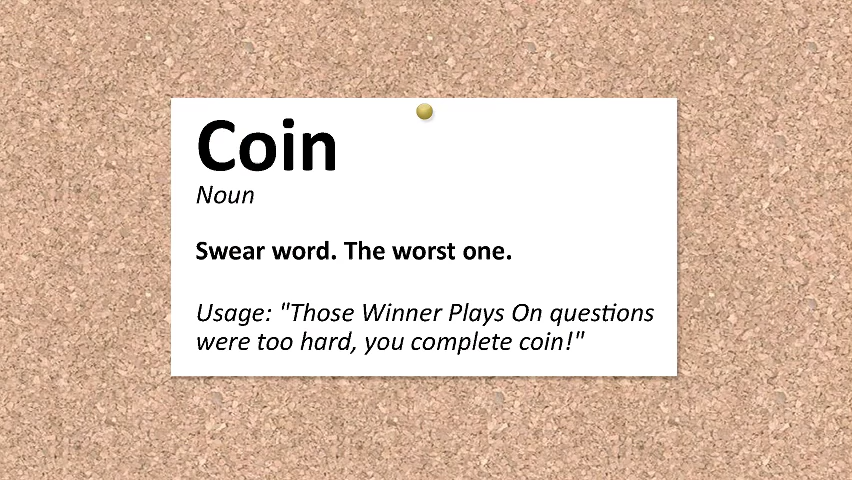 Coin
Noun
Swear word. The worst one.
Usage: "Those Winner Plays On questions
were too hard, you complete coin!"